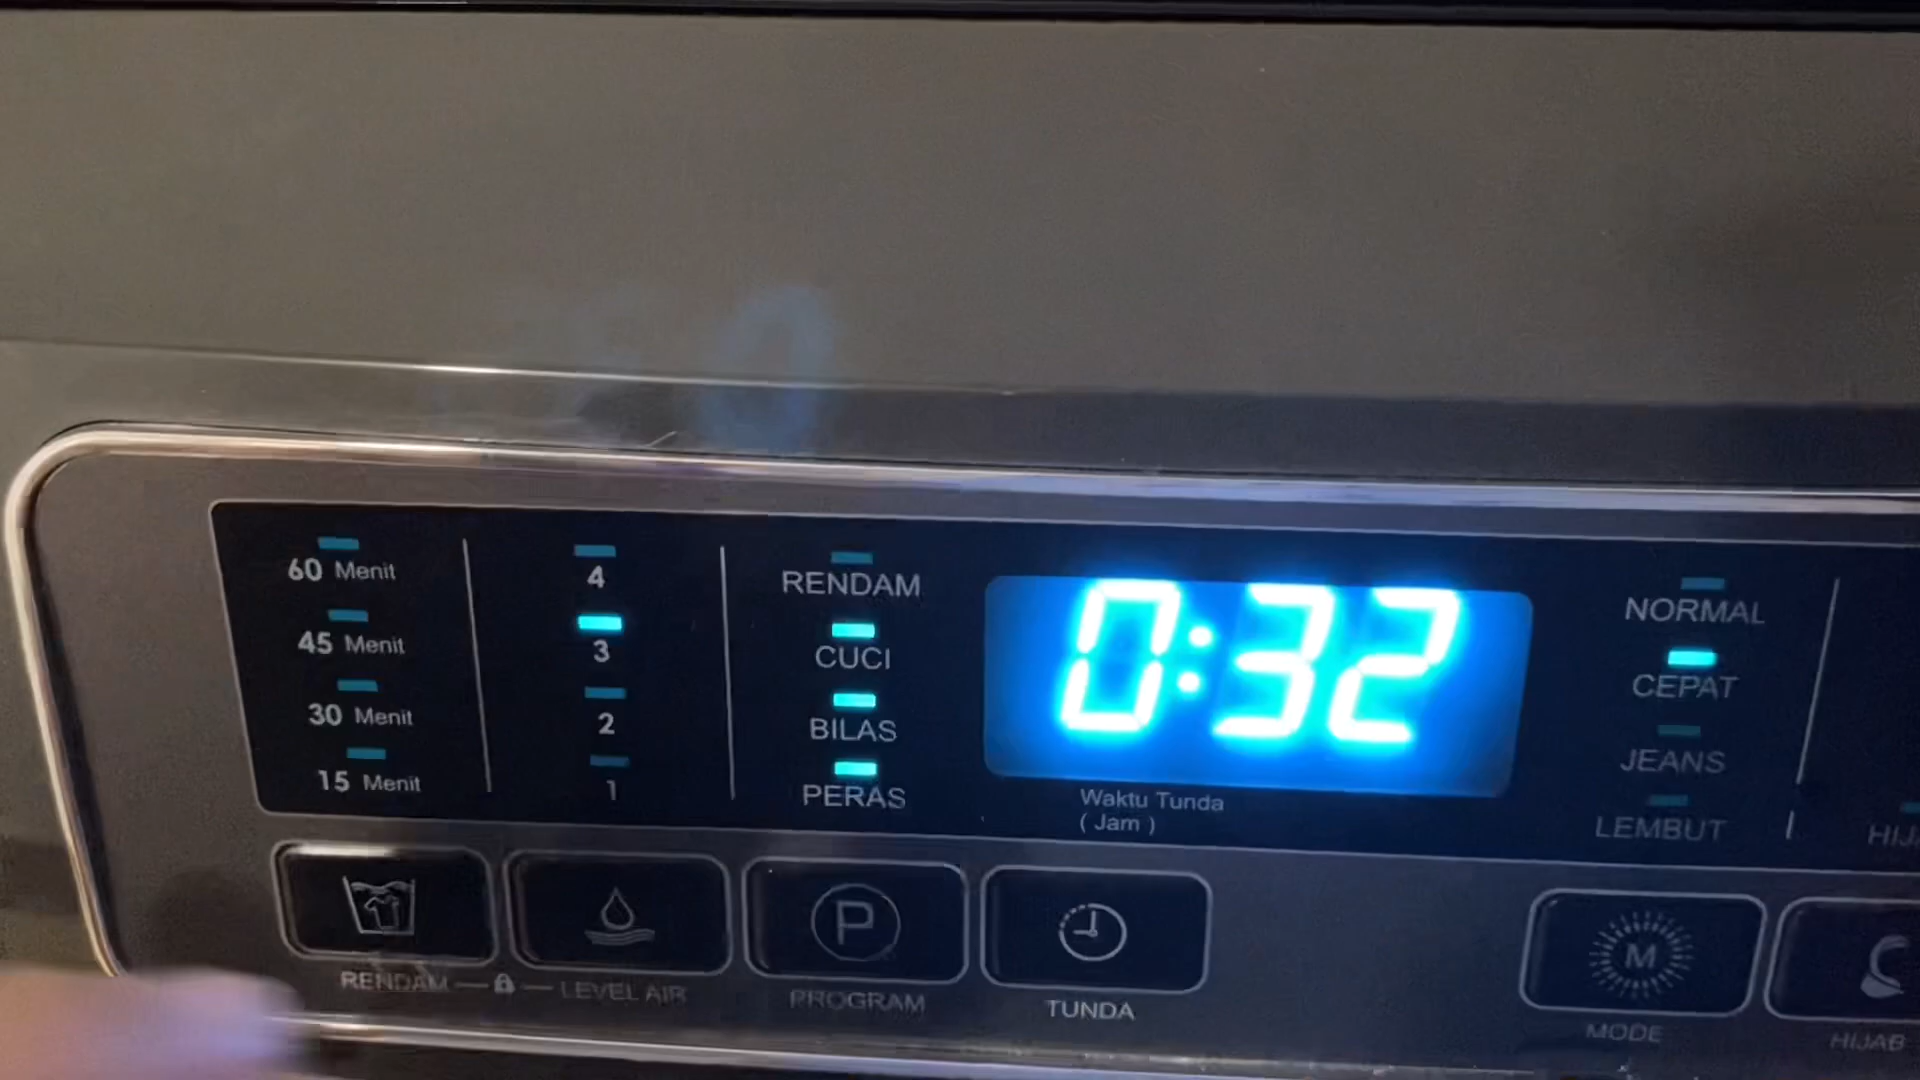 60 Menit
45 Menit
30 Menit
15 Menit
4
3
2
1
RENDAM
CUCI
BILAS
PERAS
0:32
Waktu Tunda
( Jam )
NORMAL
CEPAT
JEANS
LEMBUT
RENDAM
LEVEL AIR
P
PROGRAM
TUNDA
M
MODE
HIJAB